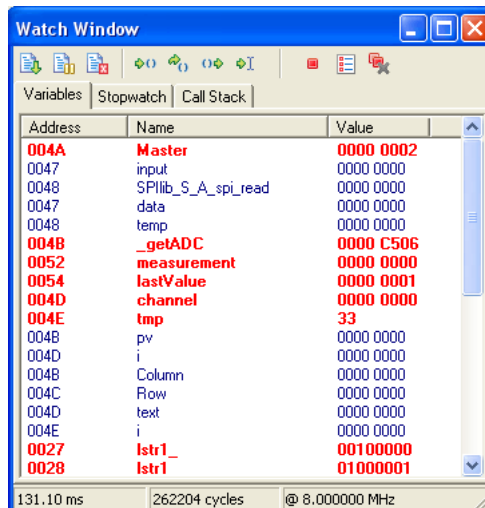 Watch Window
Variables Stopwatch Call Stack
Address Name Value
004A Master 0000 0002
0047 input 0000 0000
0048 SPIlib_S_A_spi_read 0000 0000
0047 data 0000 0000
0048 temp 0000 0000
004B _getADC 0000 C506
0052 measurement 0000 0000
0054 lastValue 0000 0001
004D channel 0000 0000
004E tmp 33
004B pv 0000 0000
004D i 0000 0000
004B Column 0000 0000
004C Row 0000 0000
004D text 0000 0000
004E i 0000 0000
0027 lstr1_ 00100000
0028 lstr1 01000001
131.10 ms 262204 cycles @ 8.000000 MHz